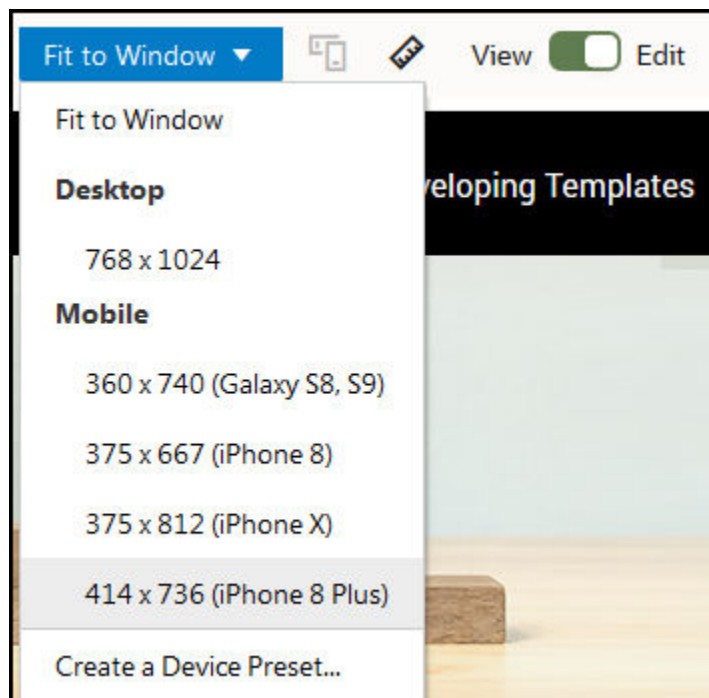 Fit to Window View Edit
Fit to Window
Desktop
veloping Templates
768 x 1024
Mobile
360 x 740 (Galaxy S8, S9)
375 x 667 (iPhone 8)
375 x 812 (iPhone X)
414 x 736 (iPhone 8 Plus)
Create a Device Preset...